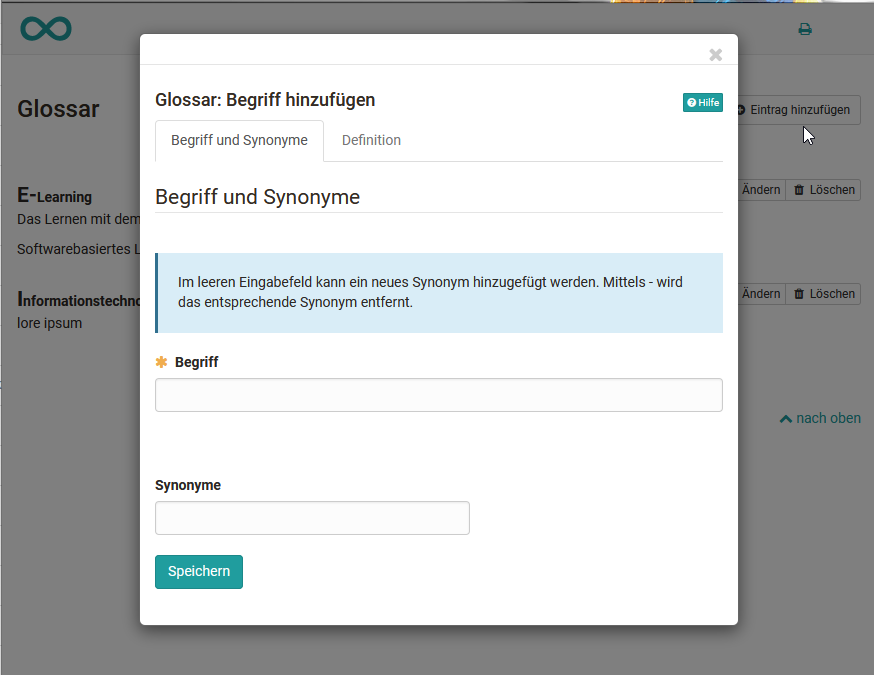 Glossar
Eintrag hinzufügen
E-Learning
Das Lernen mit dem
Softwarebasiertes L
Ändern
Löschen
Informationstechno
lore ipsum
Ändern
Löschen
nach oben
×
Glossar: Begriff hinzufügen
Hilfe
Begriff und Synonyme
Definition
Begriff und Synonyme
Im leeren Eingabefeld kann ein neues Synonym hinzugefügt werden. Mittels - wird
das entsprechende Synonym entfernt.
Begriff
Synonyme
Speichern